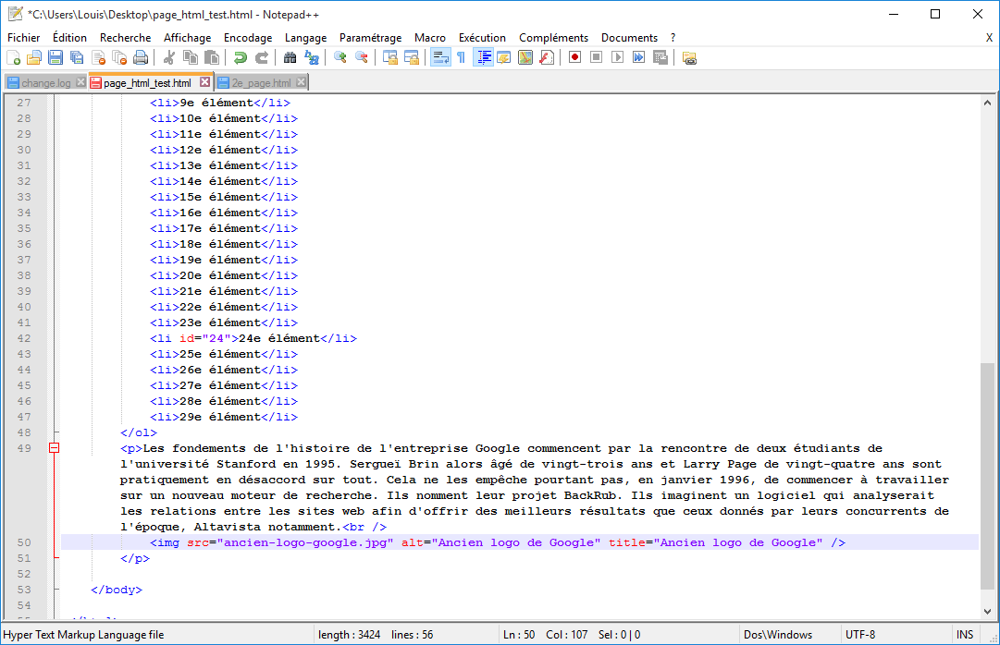 *C:\Users\Louis\Desktop\page_html_test.html - Notepad++
Fichier Édition Recherche Affichage Encodage Langage Paramétrage Macro Exécution Compléments Documents ? X
change.log page_html_test.html 2e_page.html
27 <li>9e élément</li>
28 <li>10e élément</li>
29 <li>11e élément</li>
30 <li>12e élément</li>
31 <li>13e élément</li>
32 <li>14e élément</li>
33 <li>15e élément</li>
34 <li>16e élément</li>
35 <li>17e élément</li>
36 <li>18e élément</li>
37 <li>19e élément</li>
38 <li>20e élément</li>
39 <li>21e élément</li>
40 <li>22e élément</li>
41 <li>23e élément</li>
42 <li id="24">24e élément</li>
43 <li>25e élément</li>
44 <li>26e élément</li>
45 <li>27e élément</li>
46 <li>28e élément</li>
47 <li>29e élément</li>
48 </ol>
49 <p>Les fondements de l'histoire de l'entreprise Google commencent par la rencontre de deux étudiants de
l'université Stanford en 1995. Sergueï Brin alors âgé de vingt-trois ans et Larry Page de vingt-quatre ans sont
pratiquement en désaccord sur tout. Cela ne les empêche pourtant pas, en janvier 1996, de commencer à travailler
sur un nouveau moteur de recherche. Ils nomment leur projet BackRub. Ils imaginent un logiciel qui analyserait
les relations entre les sites web afin d'offrir des meilleurs résultats que ceux donnés par leurs concurrents de
l'époque, Altavista notamment.<br />
50 <img src="ancien-logo-google.jpg" alt="Ancien logo de Google" title="Ancien logo de Google" />
51 </p>
52
53 </body>
54
Hyper Text Markup Language file length : 3424 lines : 56 Ln : 50 Col : 107 Sel : 0 | 0 Dos\Windows UTF-8 INS